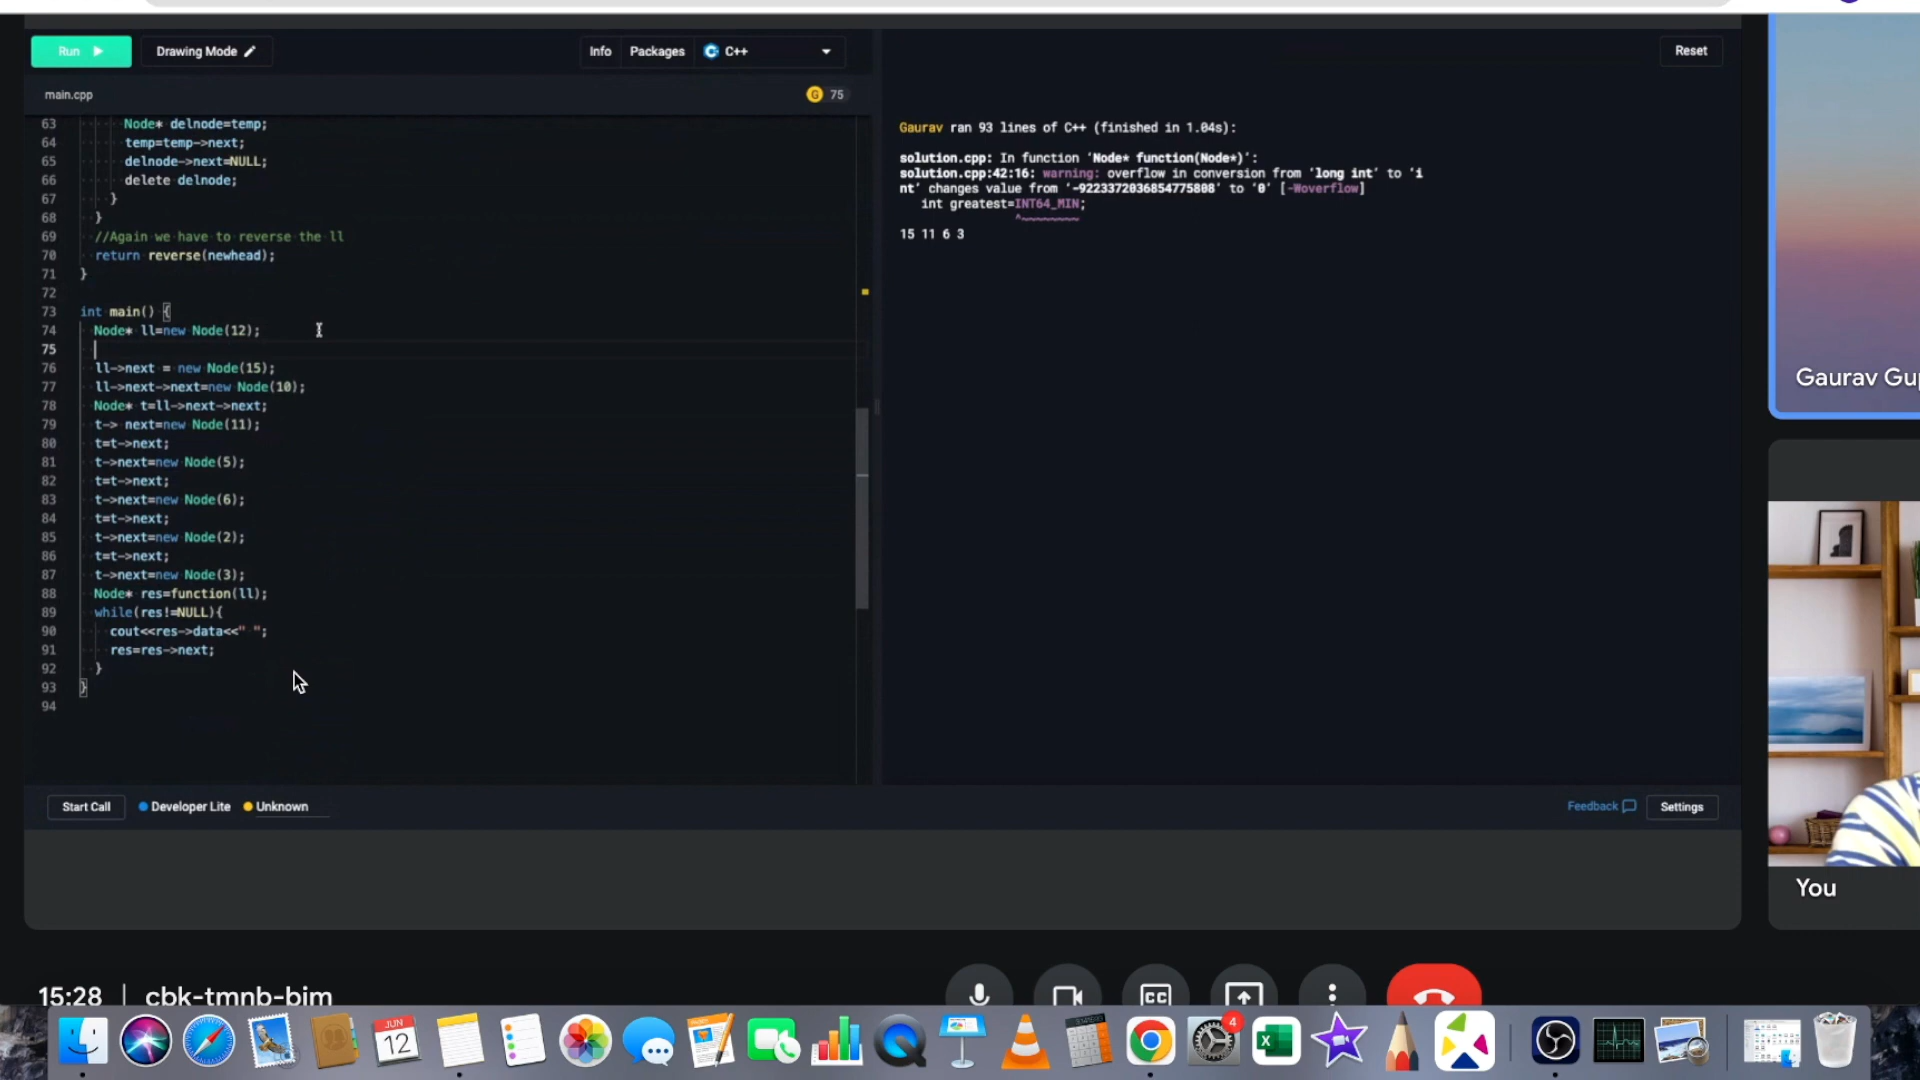 Run
Drawing Mode
Info
Packages
C++
Reset
main.cpp
G 75
63 Node* delnode=temp;
64 temp=temp->next;
65 delnode->next=NULL;
66 delete delnode;
67 }
68 }
69 //Again we have to reverse the ll
70 return reverse(newhead);
71 }
72
73 int main() {
74 Node* ll=new Node(12);
75
76 ll->next = new Node(15);
77 ll->next->next=new Node(10);
78 Node* t=ll->next->next;
79 t-> next=new Node(11);
80 t=t->next;
81 t->next=new Node(5);
82 t=t->next;
83 t->next=new Node(6);
84 t=t->next;
85 t->next=new Node(2);
86 t=t->next;
87 t->next=new Node(3);
88 Node* res=function(ll);
89 while(res!=NULL){
90 cout<<res->data<<" ";
91 res=res->next;
92 }
93 }
94
Gaurav ran 93 lines of C++ (finished in 1.04s):
solution.cpp: In function 'Node* function(Node*)':
solution.cpp:42:16: warning: overflow in conversion from 'long int' to 'i
nt' changes value from '-9223372036854775808' to '0' [-Woverflow]
int greatest=INT64_MIN;
^~~~~~~~~
15 11 6 3
Gaurav Gup
You
Start Call
Developer Lite
Unknown
Feedback
Settings
15:28 | cbk-tmnb-bim
CC
JUN
12
4
X